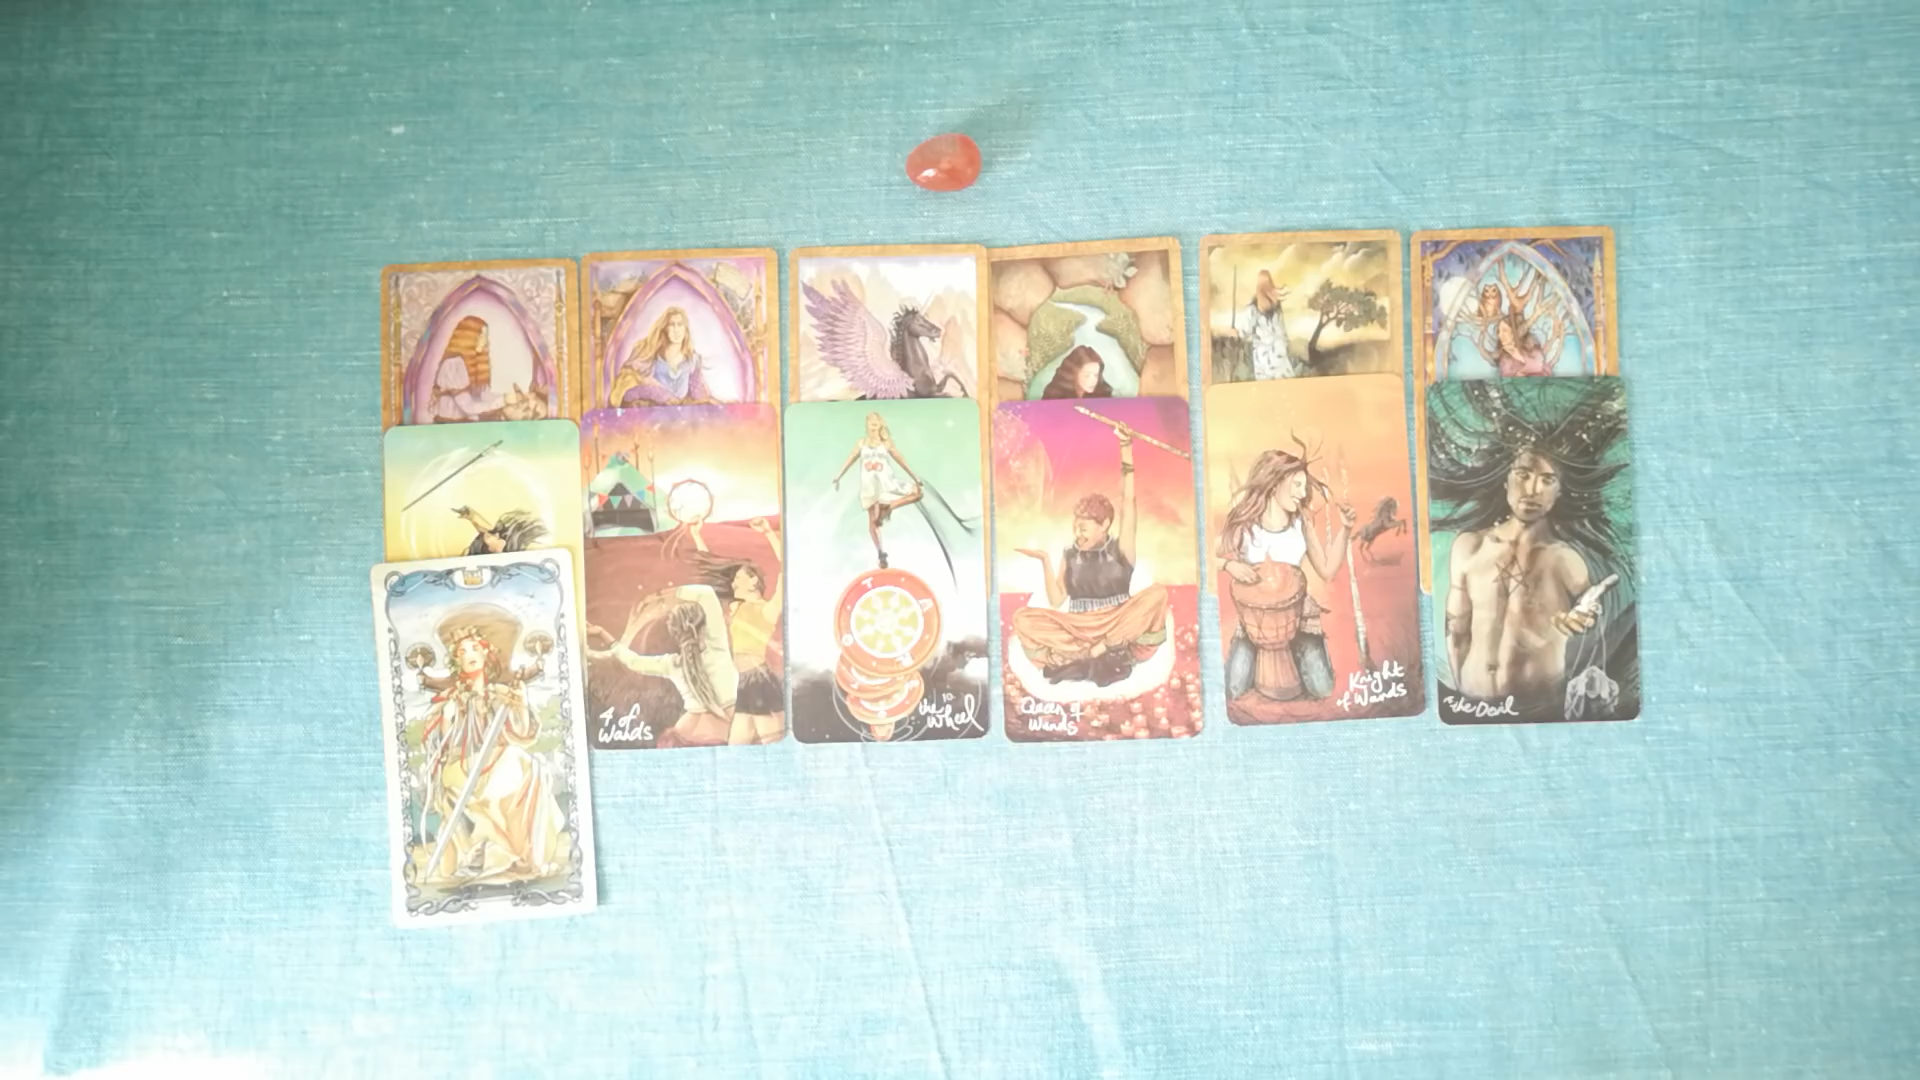 4 of
Wands
10.
the
Wheel
Queen of
Wands
Knight
of Wands
the Devil